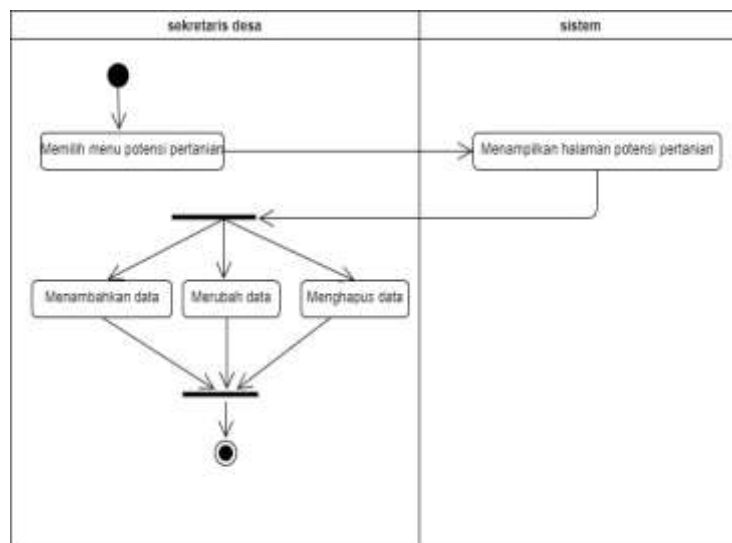 sekretaris desa
sistem
Memilih menu potensi pertanian
Menampilkan halaman potensi pertanian
Menambahkan data
Merubah data
Menghapus data